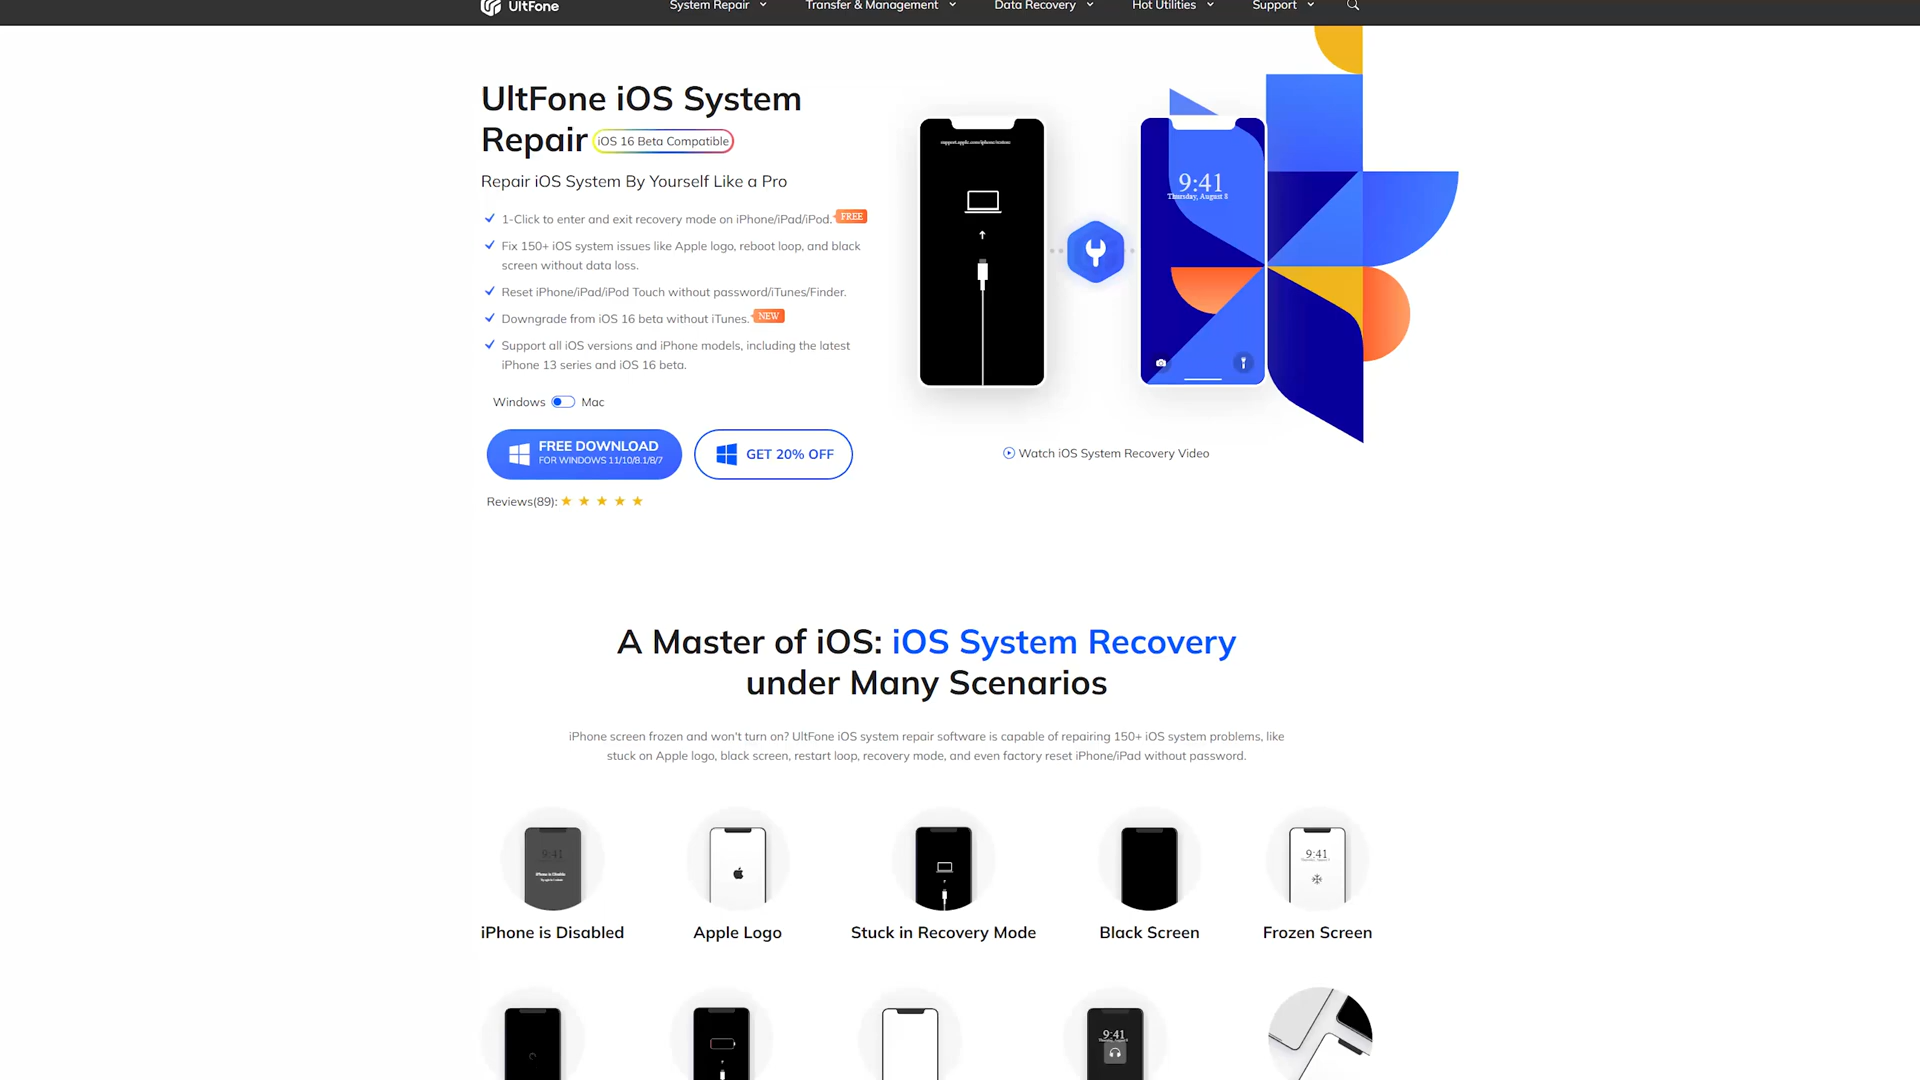 UltFone
System Repair
Transfer & Management
Data Recovery
Hot Utilities
Support
UltFone iOS System
Repair iOS 16 Beta Compatible
Repair iOS System By Yourself Like a Pro
1-Click to enter and exit recovery mode on iPhone/iPad/iPod. FREE
Fix 150+ iOS system issues like Apple logo, reboot loop, and black
screen without data loss.
Reset iPhone/iPad/iPod Touch without password/iTunes/Finder.
Downgrade from iOS 16 beta without iTunes. NEW
Support all iOS versions and iPhone models, including the latest
iPhone 13 series and iOS 16 beta.
Windows Mac
FREE DOWNLOAD
FOR WINDOWS 11/10/8.1/8/7
GET 20% OFF
Reviews(89):
support.apple.com/iphone/restore
9:41
Thursday, August 8
Watch iOS System Recovery Video
A Master of iOS: iOS System Recovery
under Many Scenarios
iPhone screen frozen and won't turn on? UltFone iOS system repair software is capable of repairing 150+ iOS system problems, like
stuck on Apple logo, black screen, restart loop, recovery mode, and even factory reset iPhone/iPad without password.
9:41
iPhone is Disable
9:41
iPhone is Disabled
Apple Logo
Stuck in Recovery Mode
Black Screen
Frozen Screen
9:41